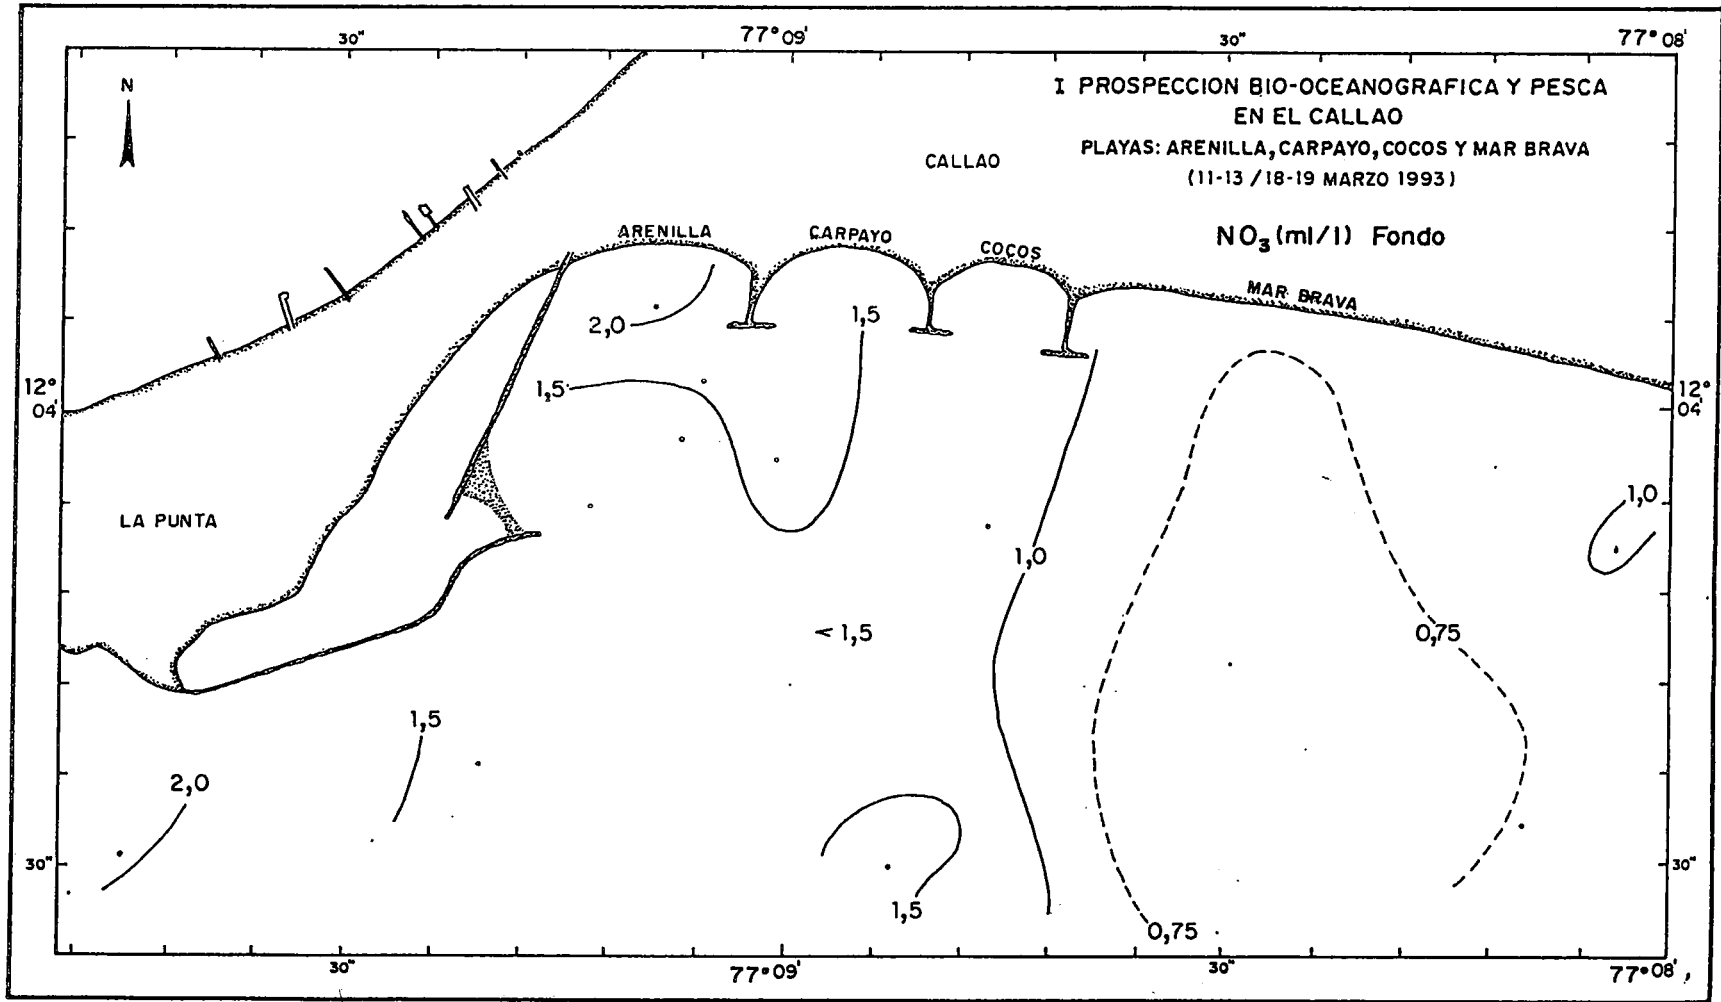 30"
77°09'
30"
77°08'
N
I PROSPECCION BIO-OCEANOGRAFICA Y PESCA
EN EL CALLAO
PLAYAS: ARENILLA, CARPAYO, COCOS Y MAR BRAVA
(11-13 / 18-19 MARZO 1993)
NO₃ (ml/l) Fondo
CALLAO
ARENILLA
CARPAYO
COCOS
MAR BRAVA
2,0
1,5
1,5
12°
04'
12°
04'
LA PUNTA
1,0
1,0
< 1,5
0,75
1,5
2,0
30"
30"
1,5
0,75
30"
77°09'
30"
77°08'